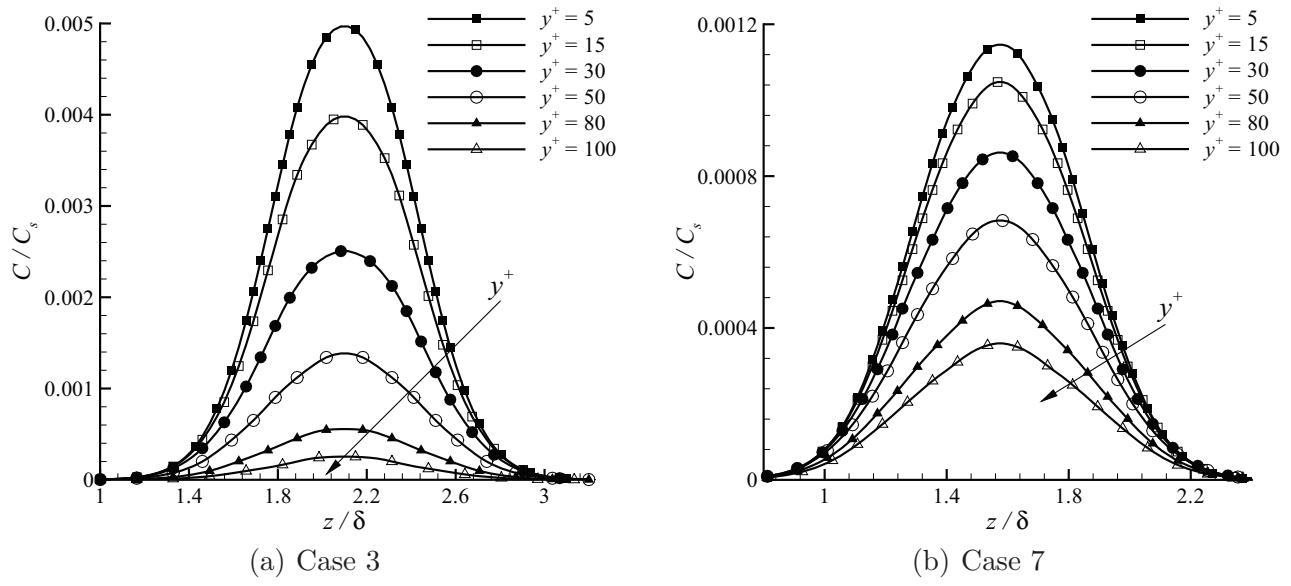 0.005
0.004
0.003
0.002
0.001
0
C / C_s
1
1.4
1.8
2.2
2.6
3
z / δ
y⁺ = 5
y⁺ = 15
y⁺ = 30
y⁺ = 50
y⁺ = 80
y⁺ = 100
y⁺
(a) Case 3
0.0012
0.0008
0.0004
0
C / C_s
1
1.4
1.8
2.2
z / δ
y⁺ = 5
y⁺ = 15
y⁺ = 30
y⁺ = 50
y⁺ = 80
y⁺ = 100
y⁺
(b) Case 7